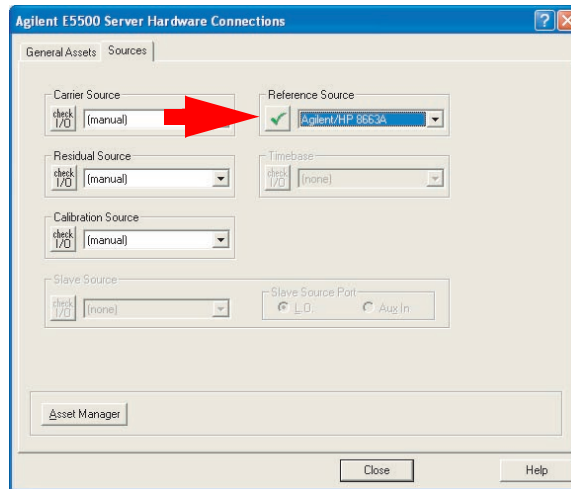 Agilent E5500 Server Hardware Connections
General Assets
Sources
Carrier Source
check I/O
(manual)
Reference Source
Agilent/HP 8663A
Residual Source
check I/O
(manual)
Timebase
check I/O
(none)
Calibration Source
check I/O
(manual)
Slave Source
check I/O
(none)
Slave Source Port
L.O.
Aux In
Asset Manager
Close
Help